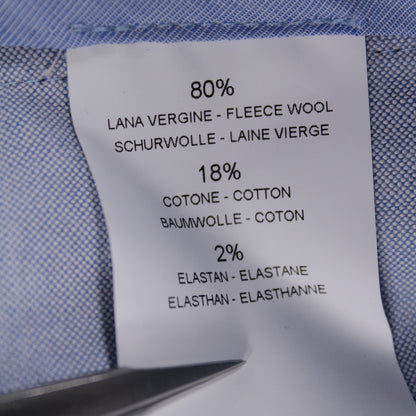 80%
LANA VERGINE - FLEECE WOOL
SCHURWOLLE - LAINE VIERGE
18%
COTONE - COTTON
BAUMWOLLE - COTON
2%
ELASTAN - ELASTANE
ELASTHAN - ELASTHANNE